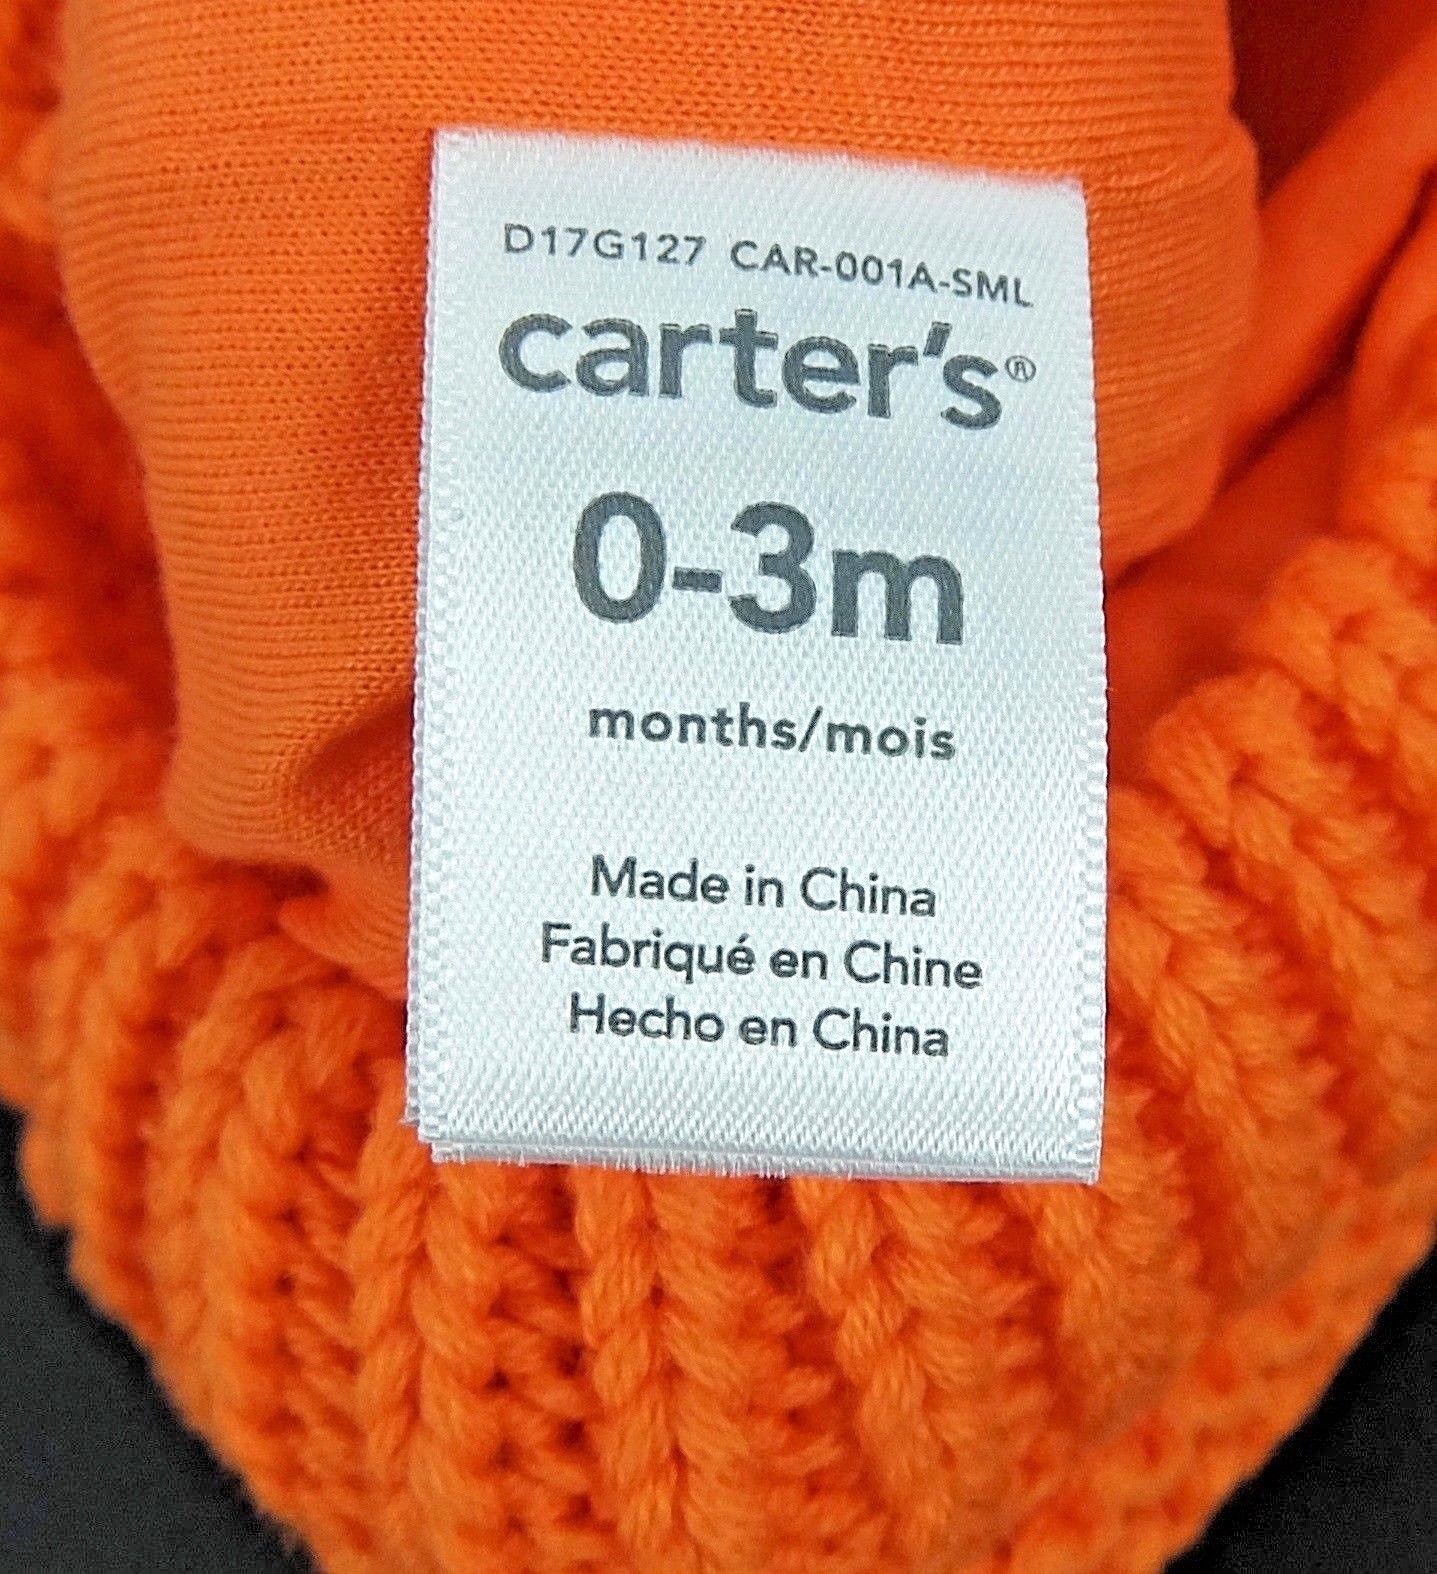 D17G127 CAR-001A-SML
carter's®
0-3m
months/mois
Made in China
Fabriqué en Chine
Hecho en China